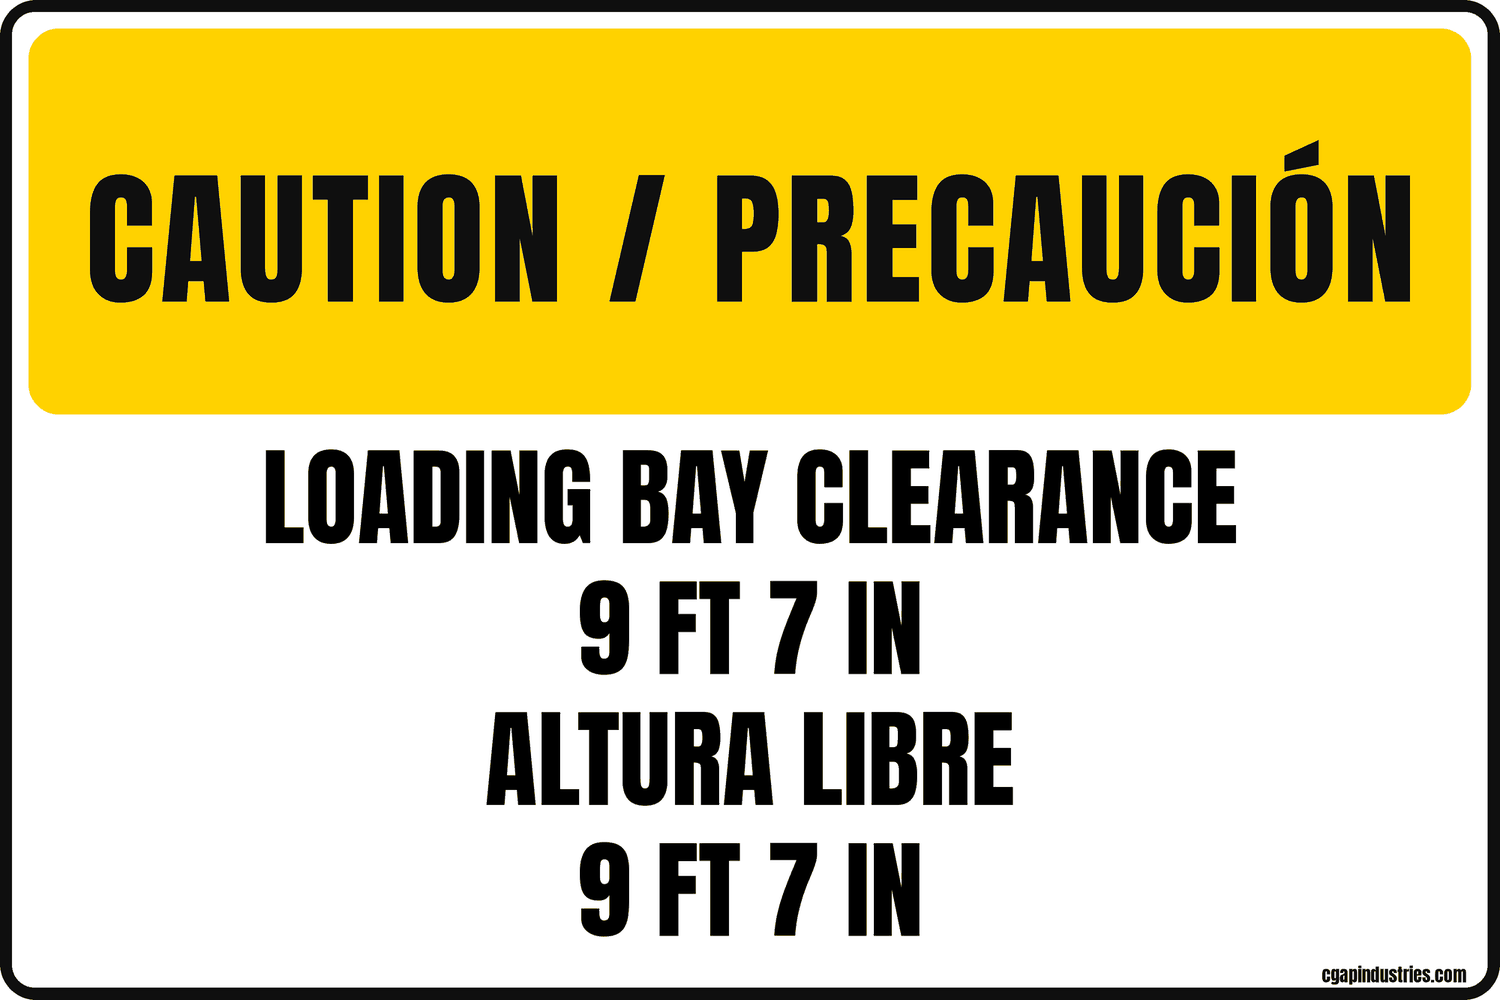 CAUTION / PRECAUCIÓN
LOADING BAY CLEARANCE
9 FT 7 IN
ALTURA LIBRE
9 FT 7 IN
cgapindustries.com